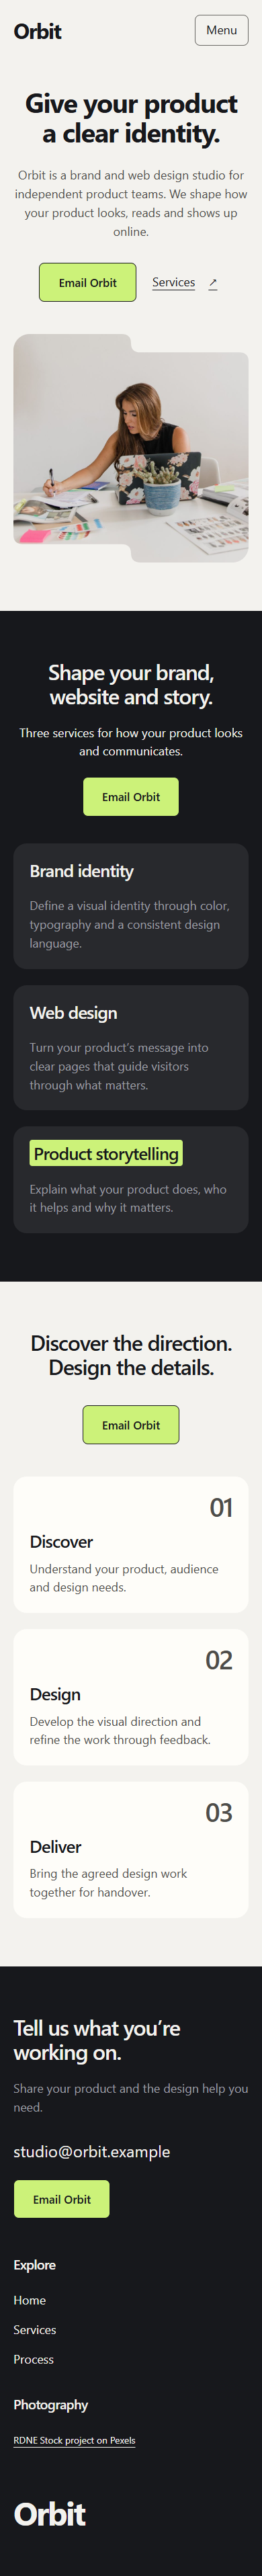 Orbit
Menu
Give your product
a clear identity.
Orbit is a brand and web design studio for
independent product teams. We shape how
your product looks, reads and shows up
online.
Email Orbit
Services ↗
Shape your brand,
website and story.
Three services for how your product looks
and communicates.
Email Orbit
Brand identity
Define a visual identity through color,
typography and a consistent design
language.
Web design
Turn your product’s message into
clear pages that guide visitors
through what matters.
Product storytelling
Explain what your product does, who
it helps and why it matters.
Discover the direction.
Design the details.
Email Orbit
01
Discover
Understand your product, audience
and design needs.
02
Design
Develop the visual direction and
refine the work through feedback.
03
Deliver
Bring the agreed design work
together for handover.
Tell us what you’re
working on.
Share your product and the design help you
need.
studio@orbit.example
Email Orbit
Explore
Home
Services
Process
Photography
RDNE Stock project on Pexels
Orbit